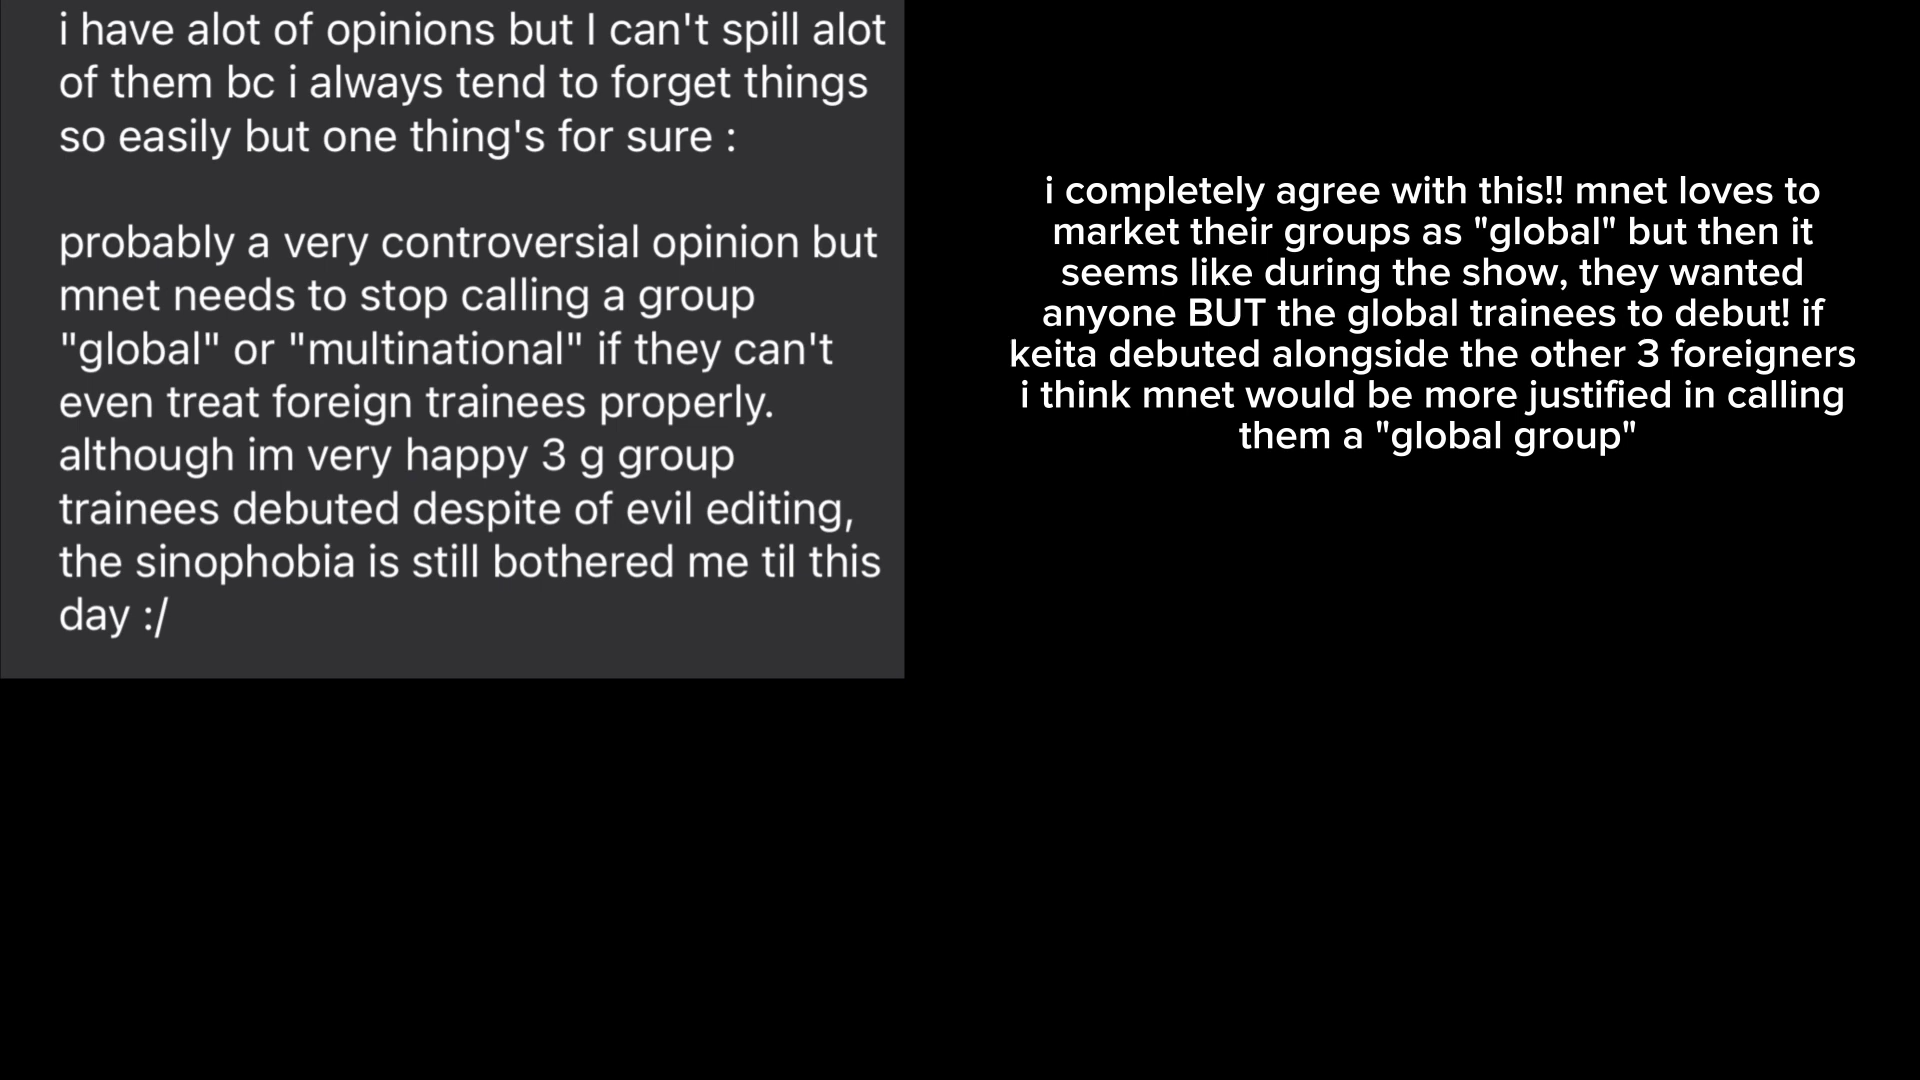 i have alot of opinions but I can't spill alot
of them bc i always tend to forget things
so easily but one thing's for sure :
probably a very controversial opinion but
mnet needs to stop calling a group
"global" or "multinational" if they can't
even treat foreign trainees properly.
although im very happy 3 g group
trainees debuted despite of evil editing,
the sinophobia is still bothered me til this
day :/
i completely agree with this!! mnet loves to
market their groups as "global" but then it
seems like during the show, they wanted
anyone BUT the global trainees to debut! if
keita debuted alongside the other 3 foreigners
i think mnet would be more justified in calling
them a "global group"